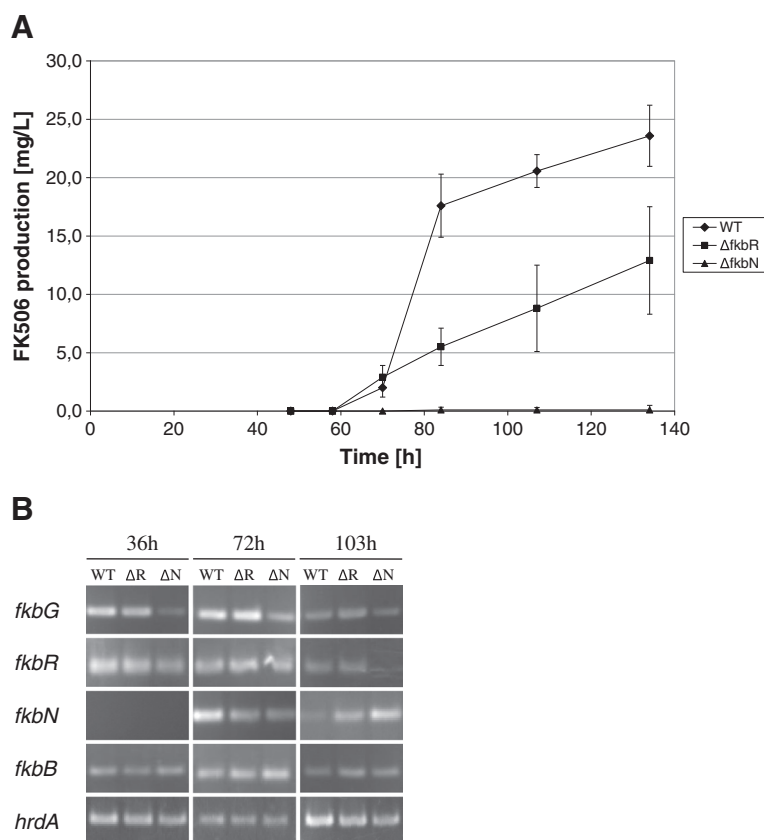 A
30,0
25,0
20,0
15,0
10,0
5,0
0,0
FK506 production [mg/L]
0 20 40 60 80 100 120 140
Time [h]
WT
ΔfkbR
ΔfkbN
B
36h 72h 103h
WT ΔR ΔN WT ΔR ΔN WT ΔR ΔN
fkbG
fkbR
fkbN
fkbB
hrdA